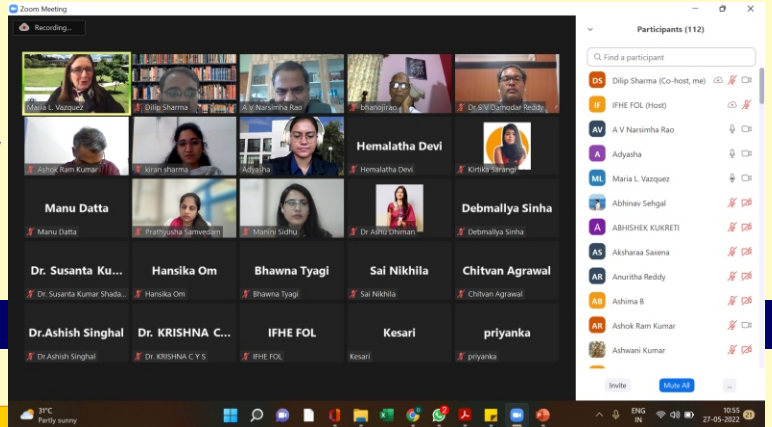 Zoom Meeting
Recording...
Maria L. Vazquez
Dilip Sharma
A V Narsimha Rao
bhanojirao
Dr S V Damodar Reddy
Ashok Ram Kumar
kiran sharma
Adyasha
Hemalatha Devi
Hemalatha Devi
Kirtika Sarangi
Manu Datta
Manu Datta
Prathyusha Samvedam
Manini Sidhu
Dr Ashu Dhiman
Debmallya Sinha
Debmallya Sinha
Dr. Susanta Ku...
Dr. Susanta Kumar Shada...
Hansika Om
Hansika Om
Bhawna Tyagi
Bhawna Tyagi
Sai Nikhila
Sai Nikhila
Chitvan Agrawal
Chitvan Agrawal
Dr.Ashish Singhal
Dr.Ashish Singhal
Dr. KRISHNA C...
Dr. KRISHNA C Y S
IFHE FOL
IFHE FOL
Kesari
Kesari
priyanka
priyanka
Participants (112)
Find a participant
DS Dilip Sharma (Co-host, me)
IF IFHE FOL (Host)
AV A V Narsimha Rao
A Adyasha
ML Maria L. Vazquez
Abhinav Sehgal
A ABHISHEK KUKRETI
AS Aksharaa Saxena
AR Anuritha Reddy
AB Ashima B
AR Ashok Ram Kumar
Ashwani Kumar
Invite
Mute All
...
31°C
Partly sunny
ENG
IN
10:55
27-05-2022